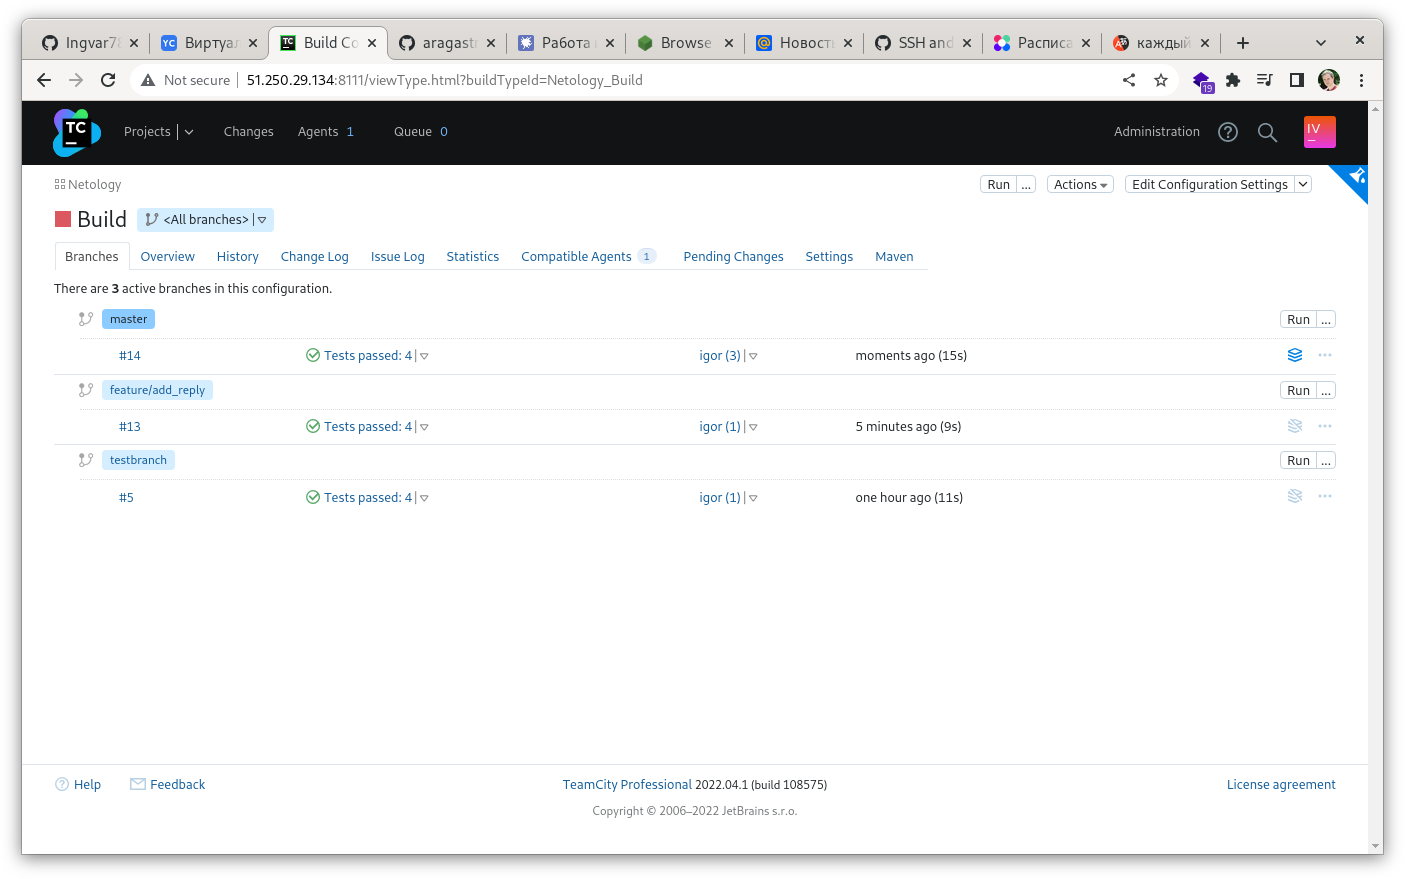 Ingvar78 Виртуал Build Co aragast Работа Browse Новость SSH and Расписа каждый
Not secure 51.250.29.134:8111/viewType.html?buildTypeId=Netology_Build 19
TC Projects Changes Agents 1 Queue 0 Administration IV
Netology Run ... Actions Edit Configuration Settings
Build <All branches>
Branches Overview History Change Log Issue Log Statistics Compatible Agents 1 Pending Changes Settings Maven
There are 3 active branches in this configuration.
master Run ...
#14 Tests passed: 4 igor (3) moments ago (15s)
feature/add_reply Run ...
#13 Tests passed: 4 igor (1) 5 minutes ago (9s)
testbranch Run ...
#5 Tests passed: 4 igor (1) one hour ago (11s)
Help Feedback TeamCity Professional 2022.04.1 (build 108575) License agreement
Copyright © 2006–2022 JetBrains s.r.o.